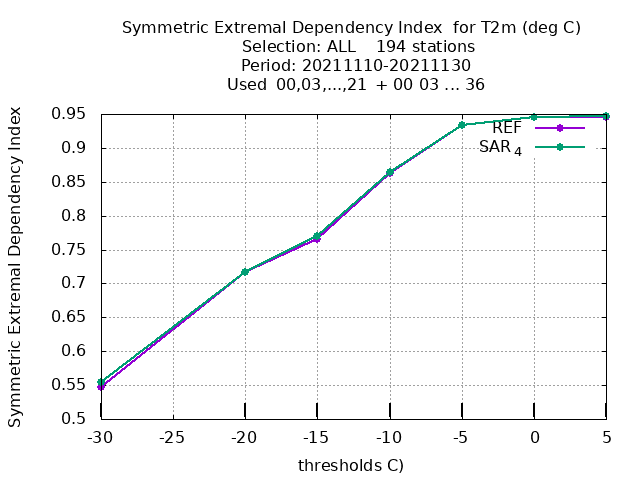 Symmetric Extremal Dependency Index  for T2m (deg C)
Selection: ALL    194 stations
Period: 20211110-20211130
Used  00,03,...,21  + 00 03 ... 36
Symmetric Extremal Dependency Index
0.95
0.9
0.85
0.8
0.75
0.7
0.65
0.6
0.55
0.5
REF
SAR 4
-30 -25 -20 -15 -10 -5 0 5
thresholds C)